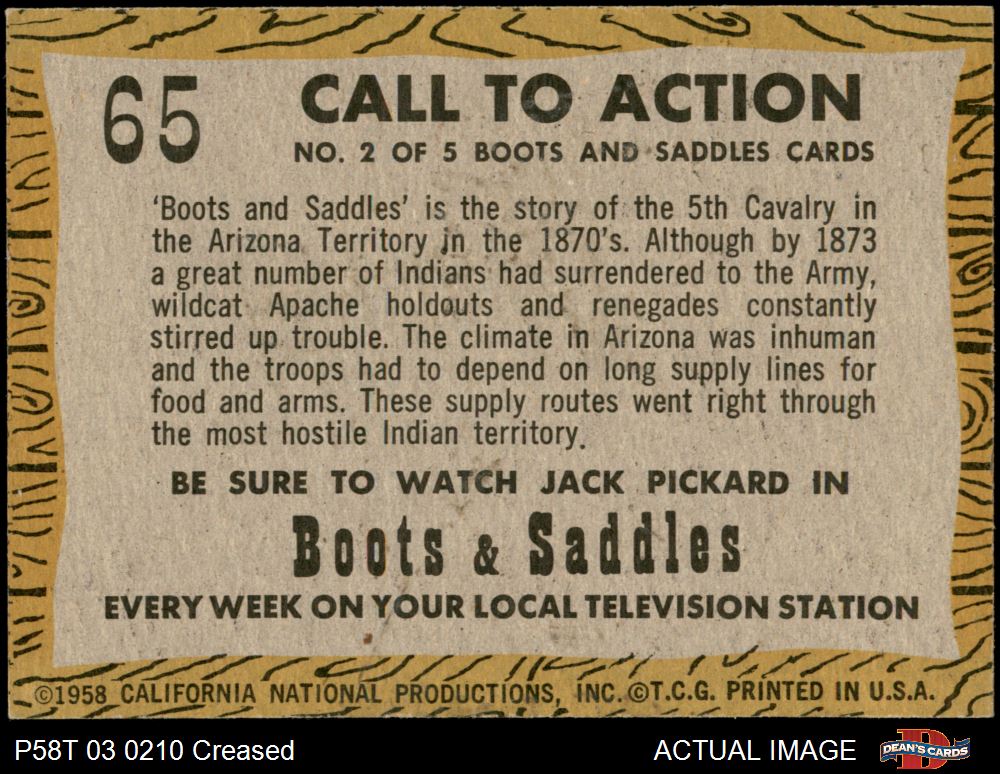 65
CALL TO ACTION
NO. 2 OF 5 BOOTS AND SADDLES CARDS
'Boots and Saddles' is the story of the 5th Cavalry in
the Arizona Territory in the 1870's. Although by 1873
a great number of Indians had surrendered to the Army,
wildcat Apache holdouts and renegades constantly
stirred up trouble. The climate in Arizona was inhuman
and the troops had to depend on long supply lines for
food and arms. These supply routes went right through
the most hostile Indian territory.
BE SURE TO WATCH JACK PICKARD IN
Boots & Saddles
EVERY WEEK ON YOUR LOCAL TELEVISION STATION
©1958 CALIFORNIA NATIONAL PRODUCTIONS, INC. ©T.C.G. PRINTED IN U.S.A.
P58T 03 0210 Creased
ACTUAL IMAGE
DEAN'S CARDS